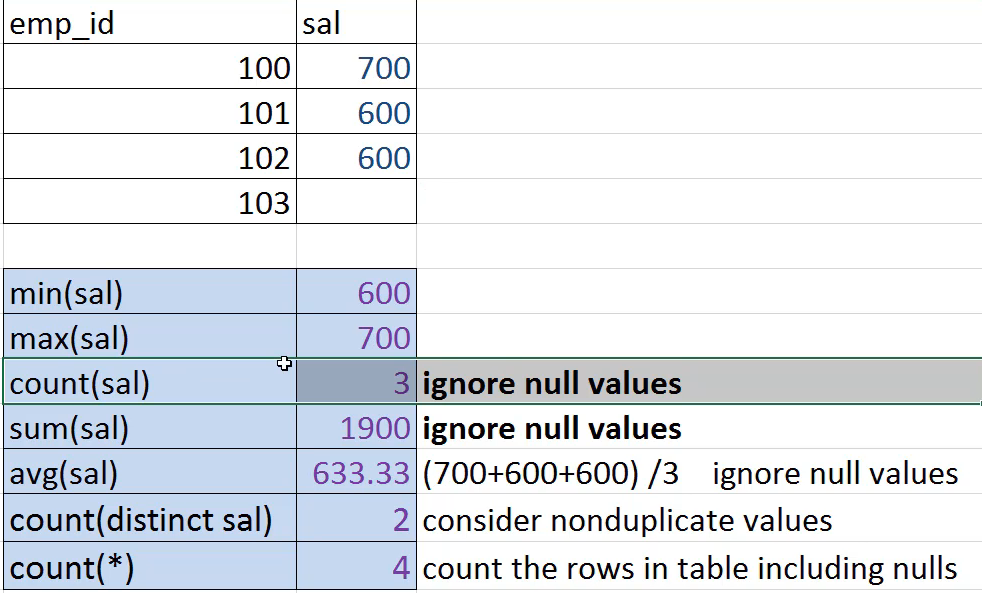 emp_id sal
100 700
101 600
102 600
103
min(sal) 600
max(sal) 700
count(sal) 3 ignore null values
sum(sal) 1900 ignore null values
avg(sal) 633.33 (700+600+600) /3 ignore null values
count(distinct sal) 2 consider nonduplicate values
count(*) 4 count the rows in table including nulls